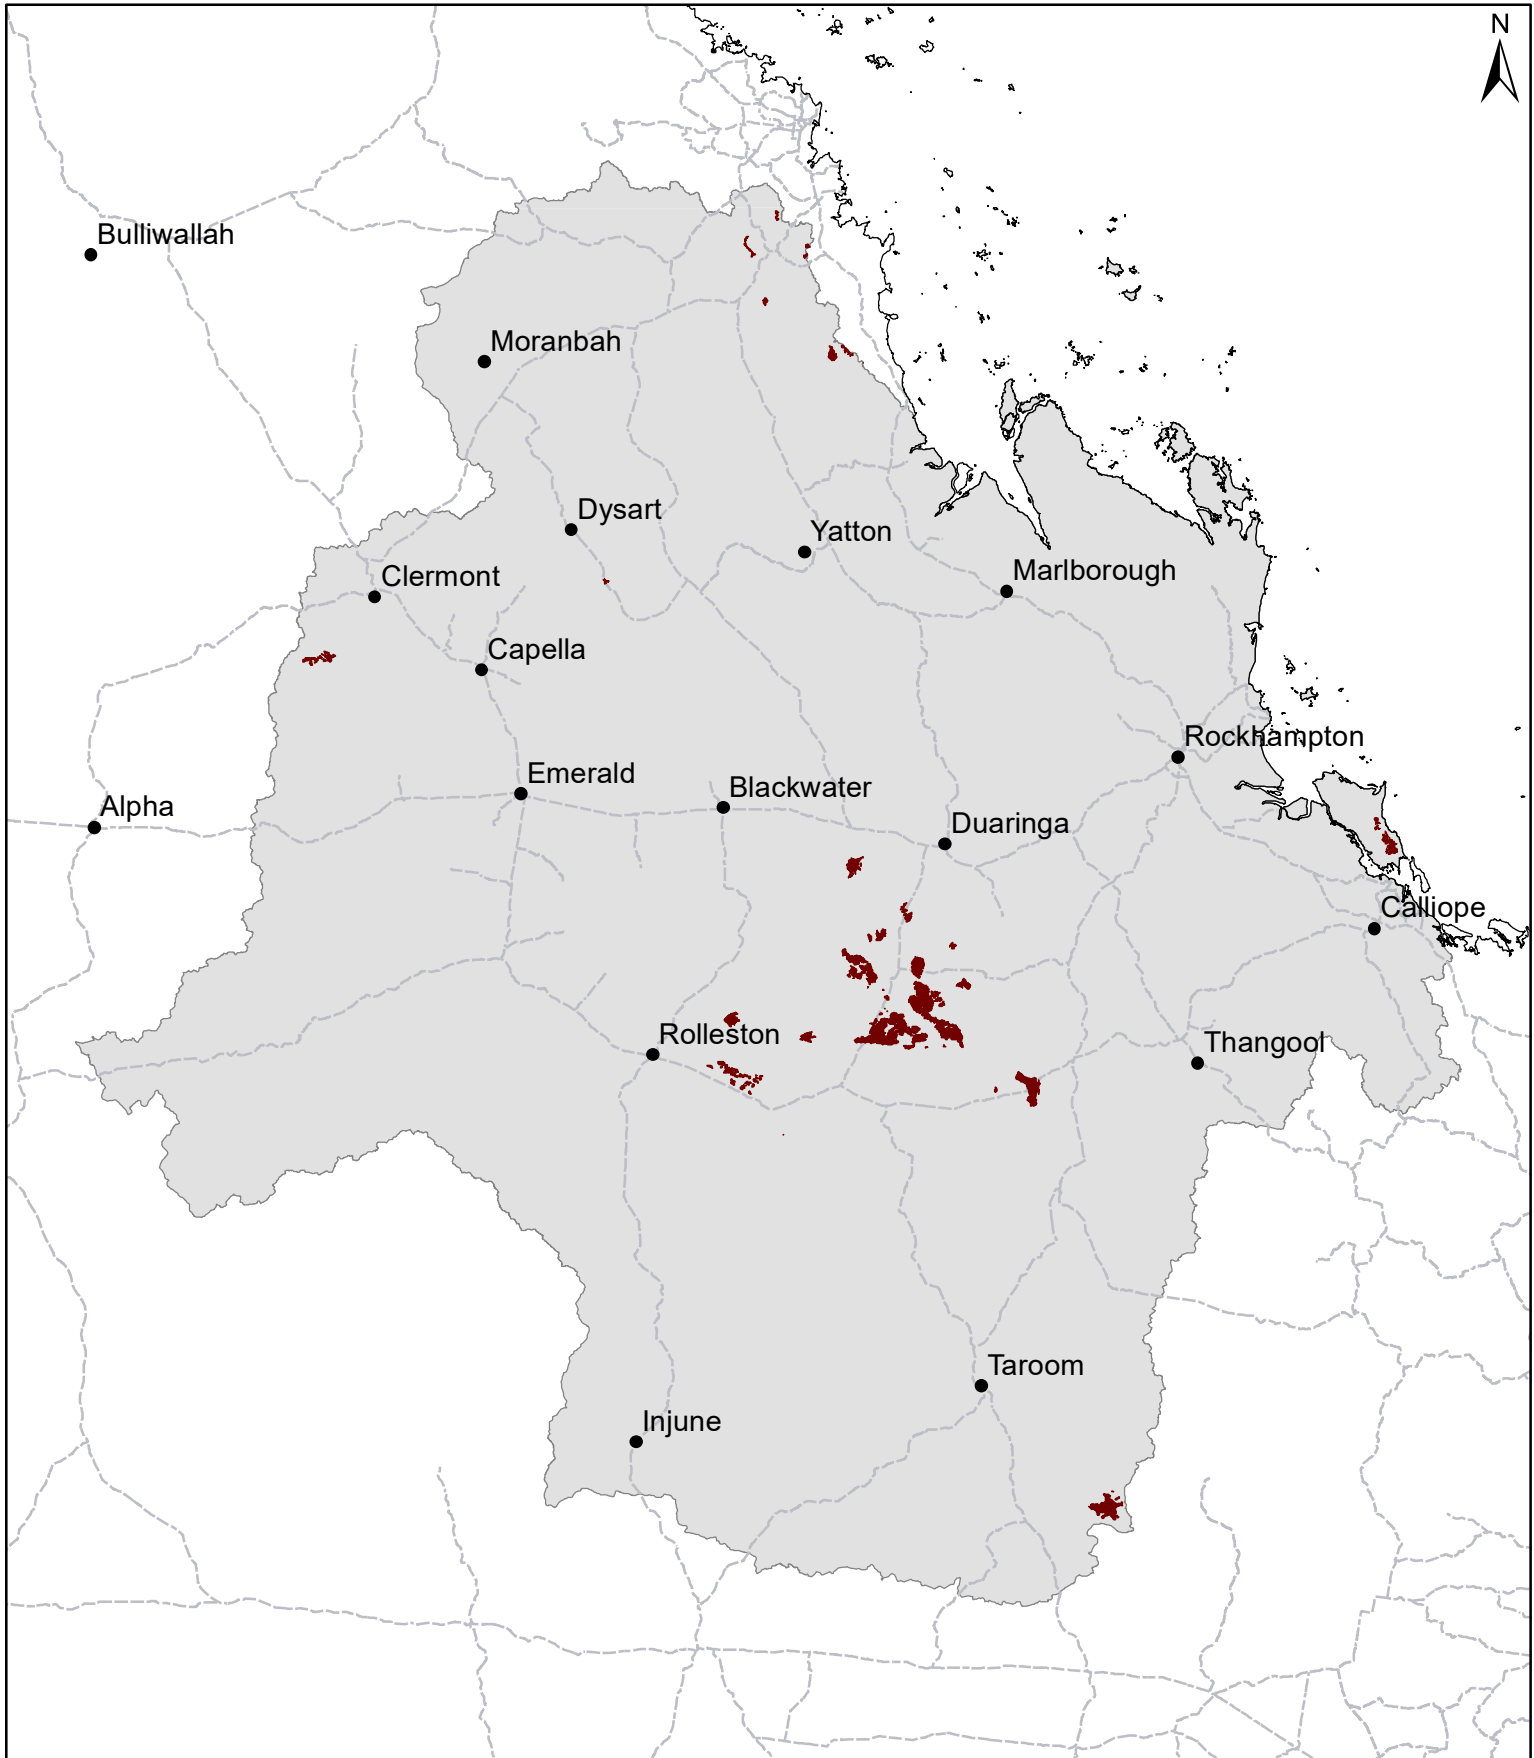 N
Bulliwallah
Moranbah
Dysart
Yatton
Clermont
Marlborough
Capella
Rockhampton
Emerald
Blackwater
Alpha
Duaringa
Calliope
Rolleston
Thangool
Taroom
Injune